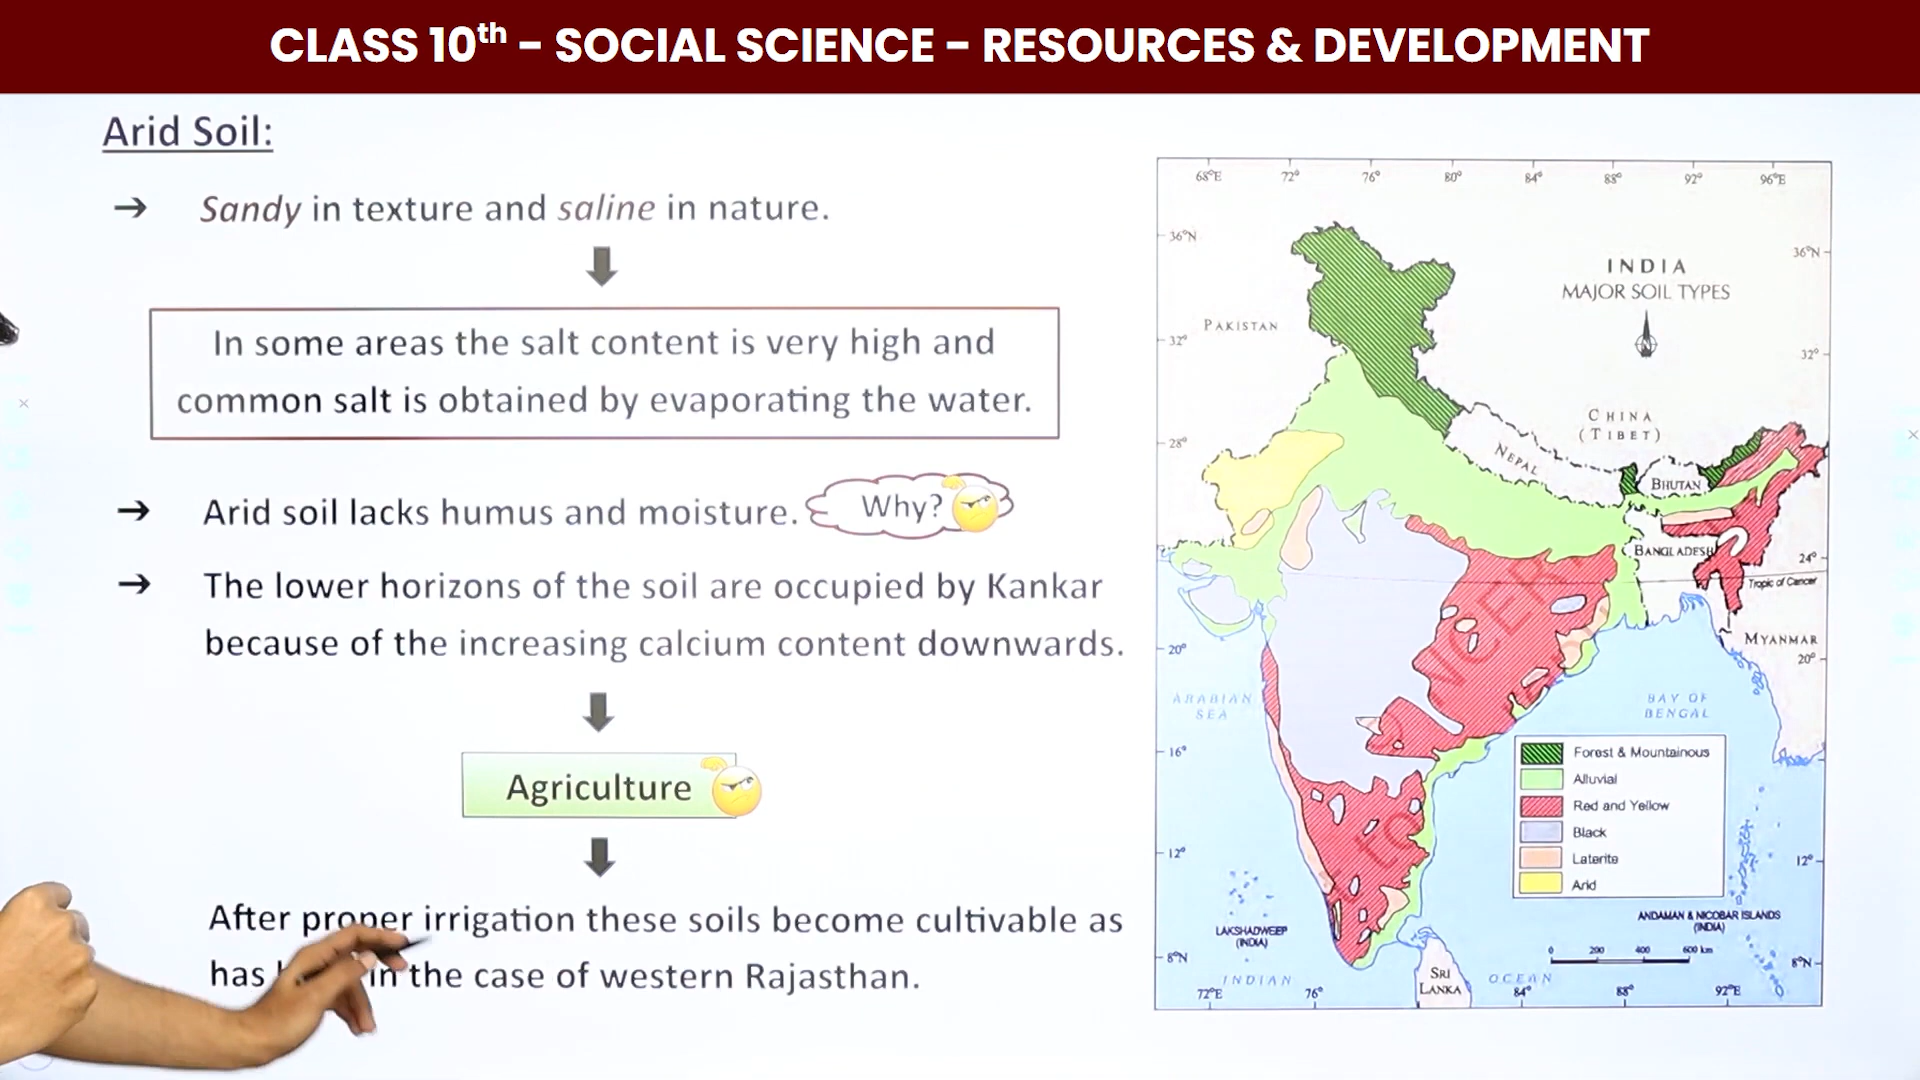 CLASS 10th – SOCIAL SCIENCE – RESOURCES & DEVELOPMENT
Arid Soil:
➔ Sandy in texture and saline in nature.
In some areas the salt content is very high and
common salt is obtained by evaporating the water.
➔ Arid soil lacks humus and moisture.
Why?
➔ The lower horizons of the soil are occupied by Kankar
because of the increasing calcium content downwards.
Agriculture
After proper irrigation these soils become cultivable as
has in the case of western Rajasthan.
68°E 72° 76° 80° 84° 88° 92° 96°E
36°N
36°N
INDIA
MAJOR SOIL TYPES
PAKISTAN
32°
32°
CHINA
(TIBET)
28°
NEPAL
BHUTAN
BANGLADESH
24°
Tropic of Cancer
MYANMAR
20°
20°
ARABIAN
SEA
BAY OF
BENGAL
NCERT
16°
Forest & Mountainous
Alluvial
Red and Yellow
Black
Laterite
Arid
12°
12°
ANDAMAN & NICOBAR ISLANDS
(INDIA)
LAKSHADWEEP
(INDIA)
0 200 400 600 km
8°N
8°N
INDIAN
SRI
LANKA
OCEAN
72°E 76° 84° 88° 92°E